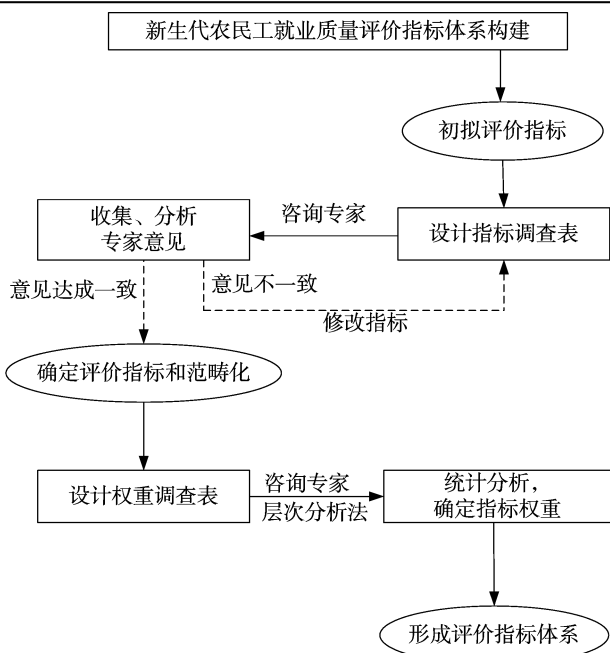 新生代农民工就业质量评价指标体系构建
初拟评价指标
收集、分析
专家意见
咨询专家
设计指标调查表
意见达成一致
意见不一致
修改指标
确定评价指标和范畴化
设计权重调查表
咨询专家
层次分析法
统计分析，
确定指标权重
形成评价指标体系